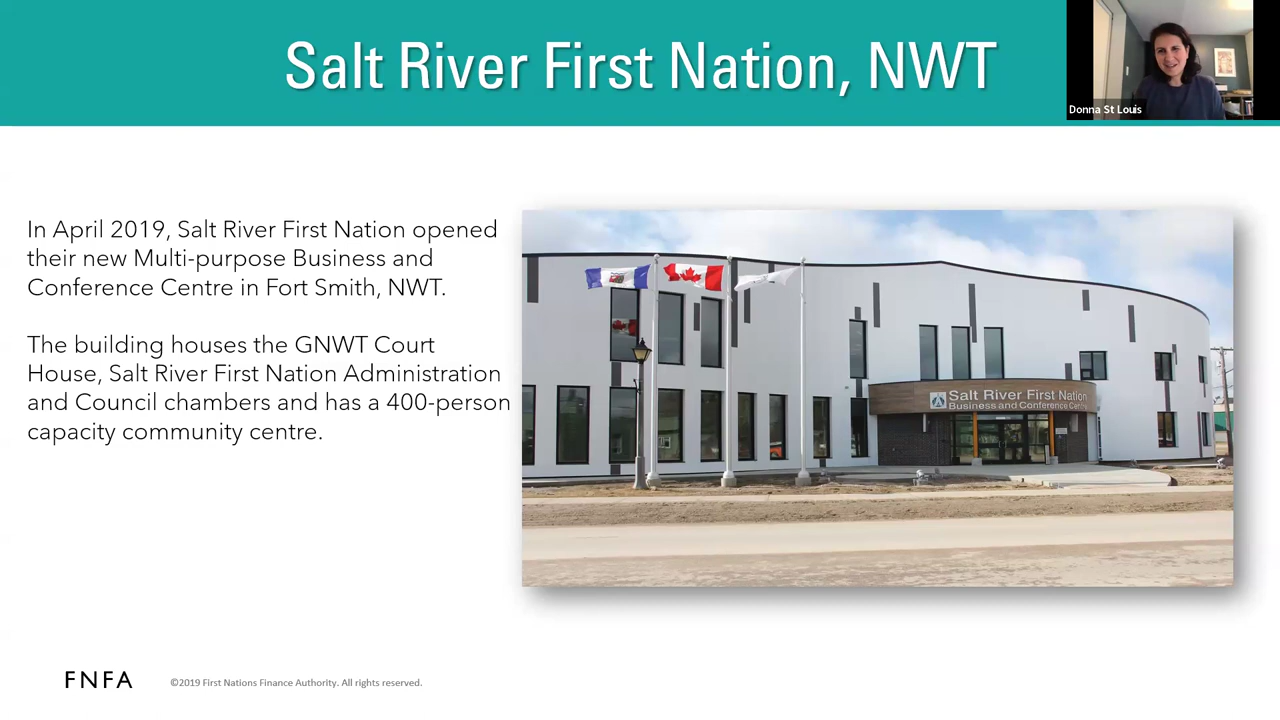 Salt River First Nation, NWT
Donna St Louis
In April 2019, Salt River First Nation opened
their new Multi-purpose Business and
Conference Centre in Fort Smith, NWT.
The building houses the GNWT Court
House, Salt River First Nation Administration
and Council chambers and has a 400-person
capacity community centre.
Salt River First Nation
Business and Conference Centre
FNFA
©2019 First Nations Finance Authority. All rights reserved.